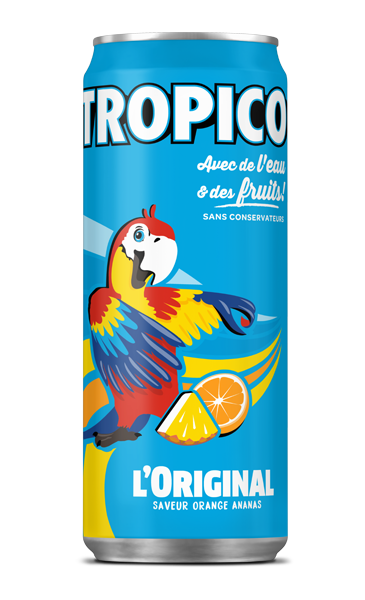 TROPICO
Avec de l'eau
& des fruits!
SANS CONSERVATEURS
L'ORIGINAL
SAVEUR ORANGE ANANAS